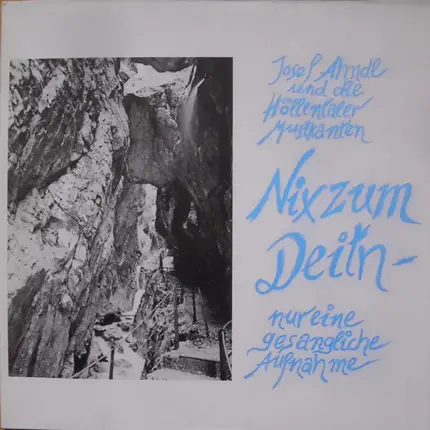 Josef Arndl
und die
Höllentaler
Musikanten
Nix zum
Deitn-
nur eine
gesangliche
Aufnahme